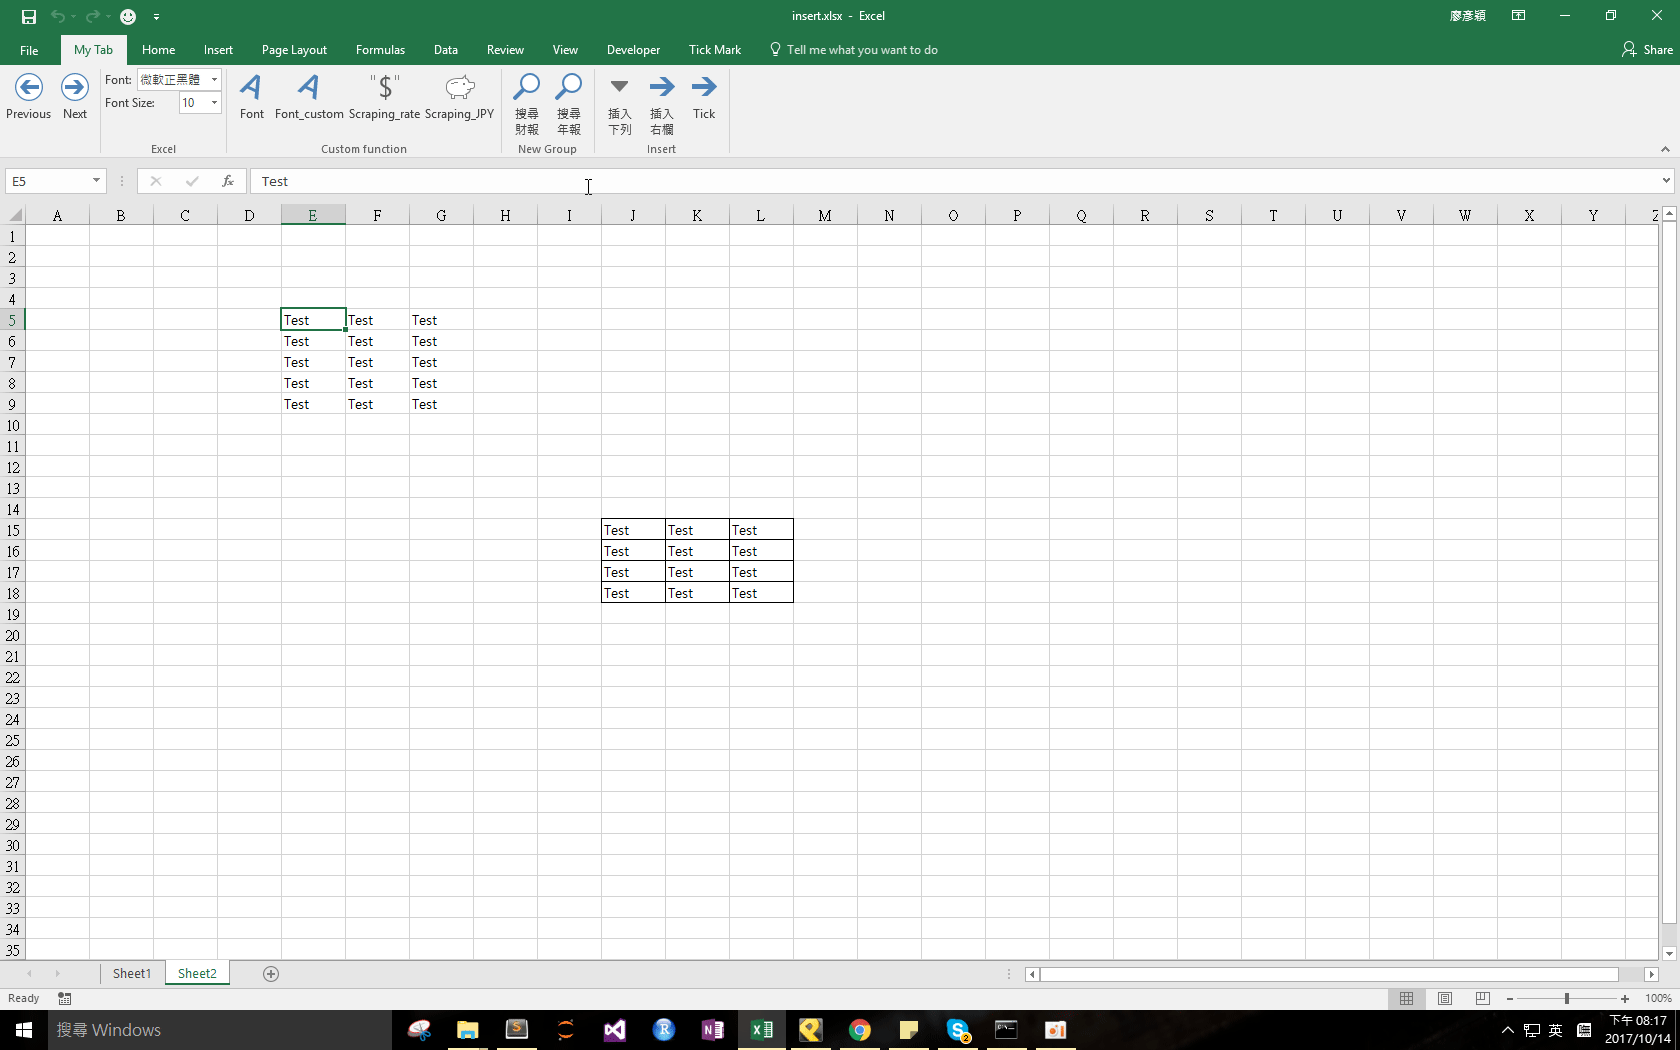 insert.xlsx - Excel
廖彥穎
File My Tab Home Insert Page Layout Formulas Data Review View Developer Tick Mark Tell me what you want to do Share
Previous Next
Font: 微軟正黑體
Font Size: 10
Excel
Font Font_custom Scraping_rate Scraping_JPY
Custom function
搜尋
財報
搜尋
年報
New Group
插入
下列
插入
右欄
Tick
Insert
E5 fx Test
A B C D E F G H I J K L M N O P Q R S T U V W X Y Z
1
2
3
4
5 Test Test Test
6 Test Test Test
7 Test Test Test
8 Test Test Test
9 Test Test Test
10
11
12
13
14
15 Test Test Test
16 Test Test Test
17 Test Test Test
18 Test Test Test
19
20
21
22
23
24
25
26
27
28
29
30
31
32
33
34
35
Sheet1 Sheet2
Ready 100%
搜尋 Windows
英
下午 08:17
2017/10/14